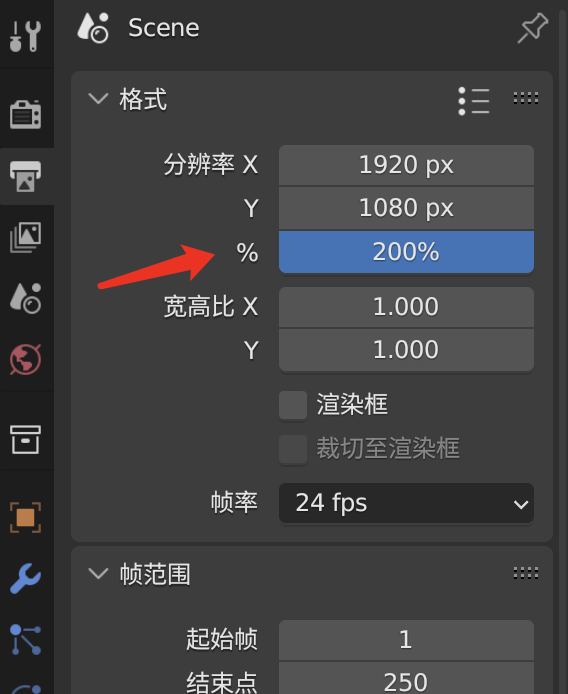 Scene
格式
分辨率 X 1920 px
Y 1080 px
% 200%
宽高比 X 1.000
Y 1.000
渲染框
裁切至渲染框
帧率 24 fps
帧范围
起始帧 1
结束点 250